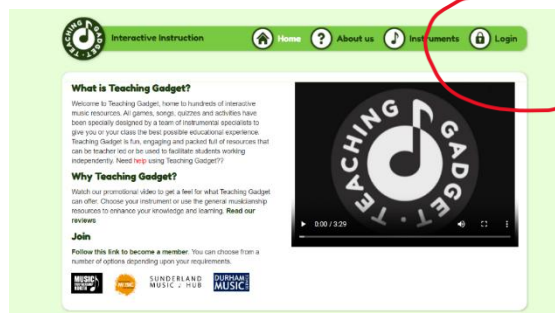 TEACHING GADGET
Interactive Instruction
Home
? About us
Instruments
Login
What is Teaching Gadget?
Welcome to Teaching Gadget, home to hundreds of interactive
music resources. All games, songs, quizzes and activities have
been specially designed by a team of instrumental specialists to
give you or your class the best possible educational experience.
Teaching Gadget is fun, engaging and packed full of resources that
can be teacher led or be used to facilitate students working
independently. Need help using Teaching Gadget??
Why Teaching Gadget?
Watch our promotional video to get a feel for what Teaching Gadget
can offer. Choose your instrument or use the general musicianship
resources to enhance your knowledge and learning. Read our
reviews.
Join
Follow this link to become a member. You can choose from a
number of options depending upon your requirements.
TEACHING GADGET
0:00 / 3:29
MUSIC
NORTH
MUSIC
SUNDERLAND
MUSIC HUB
DURHAM
MUSIC